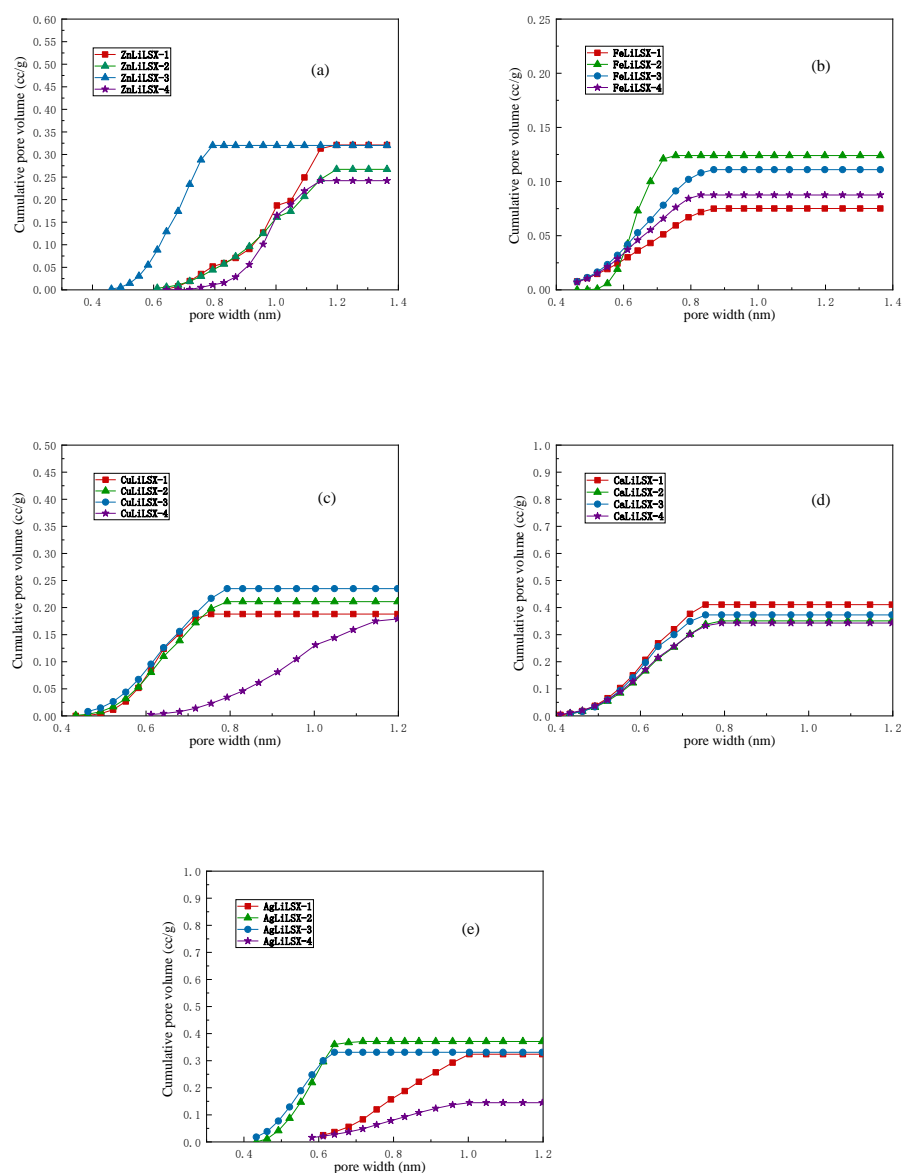 0.60
0.55
0.50
0.45
0.40
0.35
0.30
0.25
0.20
0.15
0.10
0.05
0.00
Cumulative pore volume (cc/g)
ZnLiLSX-1
ZnLiLSX-2
ZnLiLSX-3
ZnLiLSX-4
(a)
0.4 0.6 0.8 1.0 1.2 1.4
pore width (nm)
0.25
0.20
0.15
0.10
0.05
0.00
Cumulative pore volume (cc/g)
FeLiLSX-1
FeLiLSX-2
FeLiLSX-3
FeLiLSX-4
(b)
0.4 0.6 0.8 1.0 1.2 1.4
pore width (nm)
0.50
0.45
0.40
0.35
0.30
0.25
0.20
0.15
0.10
0.05
0.00
Cumulative pore volume (cc/g)
CuLiLSX-1
CuLiLSX-2
CuLiLSX-3
CuLiLSX-4
(c)
0.4 0.6 0.8 1.0 1.2
pore width (nm)
1.0
0.9
0.8
0.7
0.6
0.5
0.4
0.3
0.2
0.1
0.0
Cumulative pore volume (cc/g)
CaLiLSX-1
CaLiLSX-2
CaLiLSX-3
CaLiLSX-4
(d)
0.4 0.5 0.6 0.7 0.8 0.9 1.0 1.1 1.2
pore width (nm)
1.0
0.9
0.8
0.7
0.6
0.5
0.4
0.3
0.2
0.1
0.0
Cumulative pore volume (cc/g)
AgLiLSX-1
AgLiLSX-2
AgLiLSX-3
AgLiLSX-4
(e)
0.4 0.6 0.8 1.0 1.2
pore width (nm)